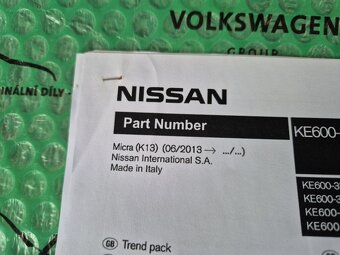 VOLKSWAGEN
GROUP
INÁLNÍ DÍLY -
NISSAN
Part Number
KE600-
Micra (K13) (06/2013 → .../...)
Nissan International S.A.
Made in Italy
KE600-3
KE600-3
KE600-
KE600
GB Trend pack